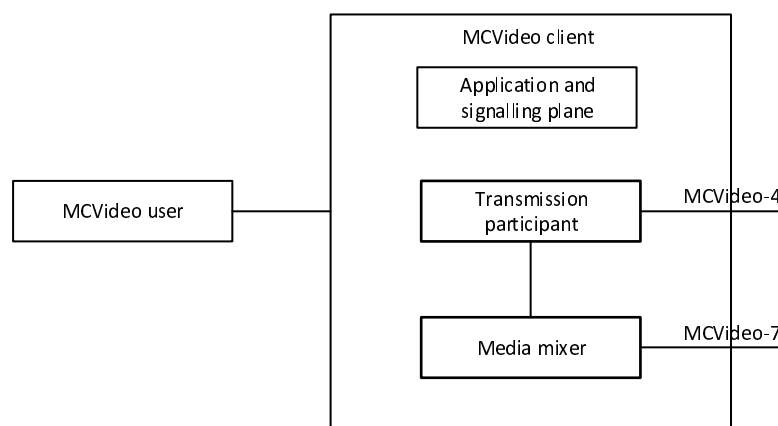 MCVideo client
Application and
signalling plane
MCVideo user
Transmission
participant
MCVideo-4
MCVideo-7
Media mixer